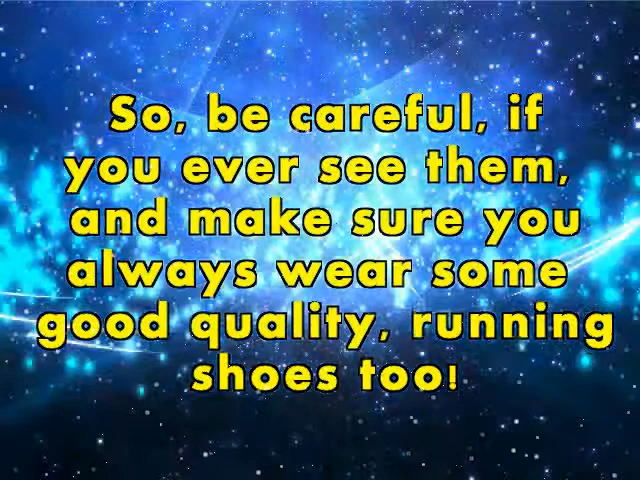 So, be careful, if
you ever see them,
and make sure you
always wear some
good quality, running
shoes too!